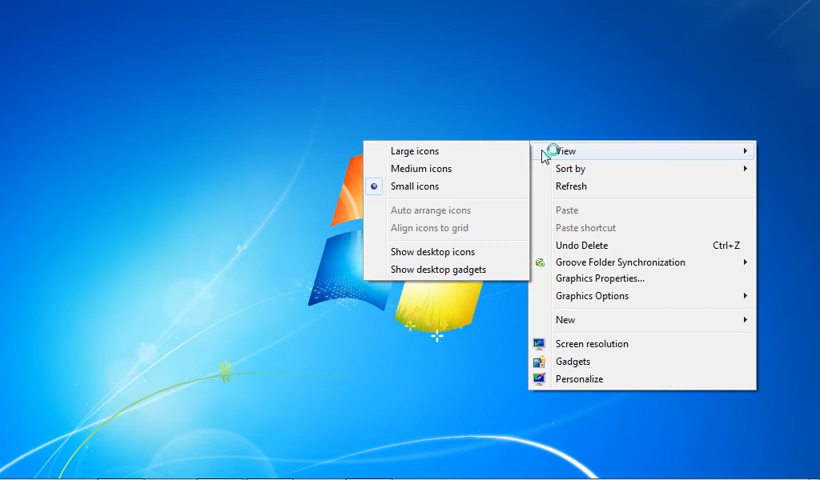 Large icons
Medium icons
Small icons
Auto arrange icons
Align icons to grid
Show desktop icons
Show desktop gadgets
View
Sort by
Refresh
Paste
Paste shortcut
Undo Delete Ctrl+Z
Groove Folder Synchronization
Graphics Properties...
Graphics Options
New
Screen resolution
Gadgets
Personalize